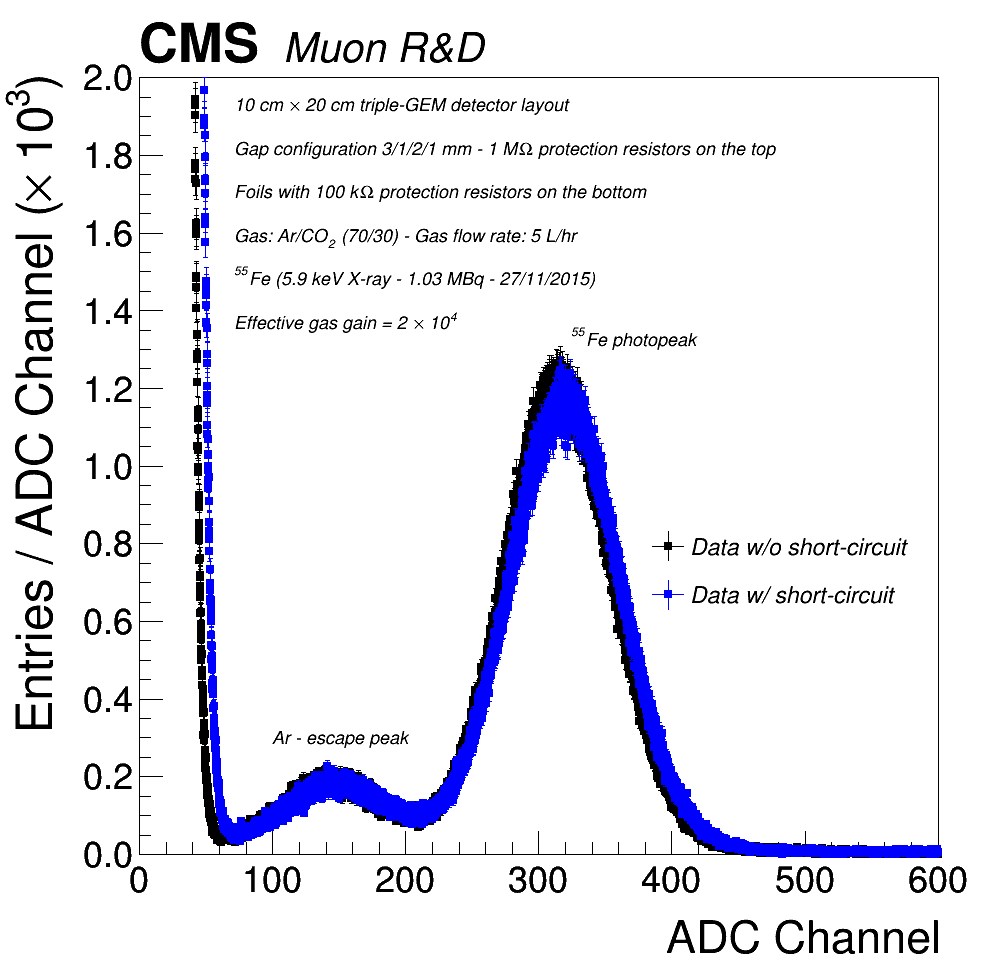 CMS Muon R&D
Entries / ADC Channel (× 10³)
2.0
1.8
1.6
1.4
1.2
1.0
0.8
0.6
0.4
0.2
0.0
10 cm × 20 cm triple-GEM detector layout
Gap configuration 3/1/2/1 mm - 1 MΩ protection resistors on the top
Foils with 100 kΩ protection resistors on the bottom
Gas: Ar/CO₂ (70/30) - Gas flow rate: 5 L/hr
⁵⁵Fe (5.9 keV X-ray - 1.03 MBq - 27/11/2015)
Effective gas gain = 2 × 10⁴
⁵⁵Fe photopeak
Data w/o short-circuit
Data w/ short-circuit
Ar - escape peak
0 100 200 300 400 500 600
ADC Channel